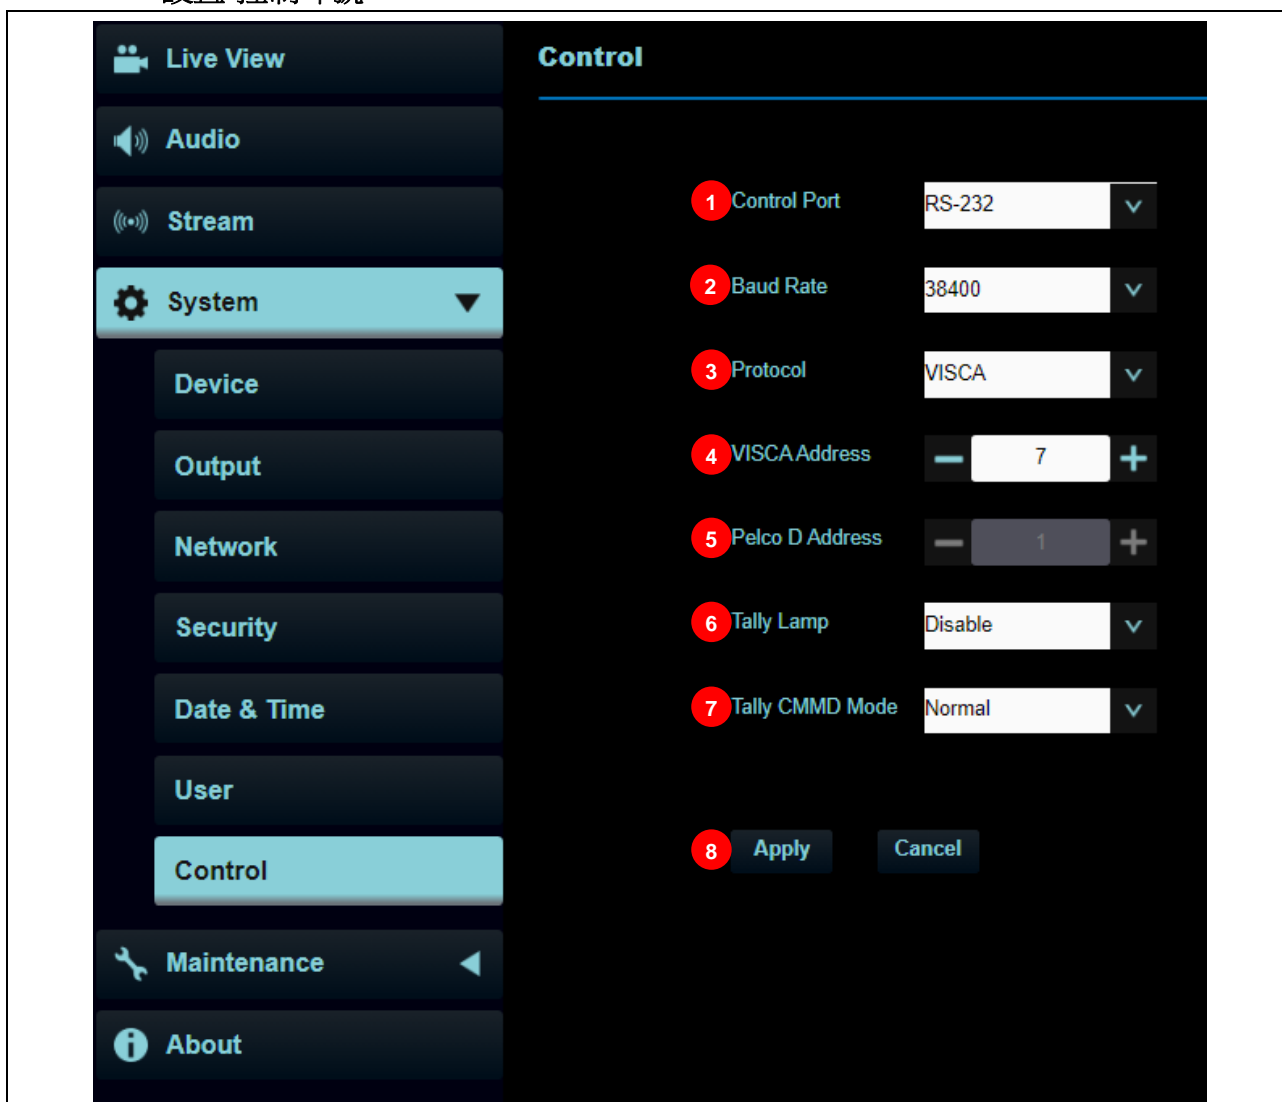 Live View
Audio
Stream
System
Device
Output
Network
Security
Date & Time
User
Control
Maintenance
About
Control
1 Control Port RS-232
2 Baud Rate 38400
3 Protocol VISCA
4 VISCA Address 7
5 Pelco D Address 1
6 Tally Lamp Disable
7 Tally CMMD Mode Normal
8 Apply Cancel